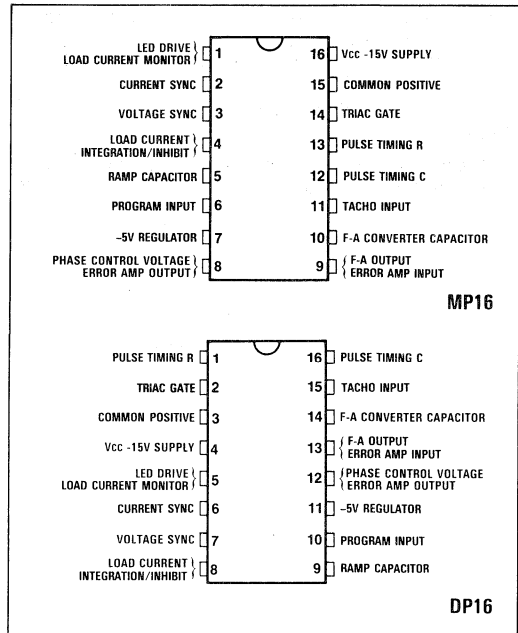 LED DRIVE
LOAD CURRENT MONITOR
1
16
Vcc -15V SUPPLY
CURRENT SYNC
2
15
COMMON POSITIVE
VOLTAGE SYNC
3
14
TRIAC GATE
LOAD CURRENT
INTEGRATION/INHIBIT
4
13
PULSE TIMING R
RAMP CAPACITOR
5
12
PULSE TIMING C
PROGRAM INPUT
6
11
TACHO INPUT
-5V REGULATOR
7
10
F-A CONVERTER CAPACITOR
PHASE CONTROL VOLTAGE
ERROR AMP OUTPUT
8
9
F-A OUTPUT
ERROR AMP INPUT
MP16
PULSE TIMING R
1
16
PULSE TIMING C
TRIAC GATE
2
15
TACHO INPUT
COMMON POSITIVE
3
14
F-A CONVERTER CAPACITOR
Vcc -15V SUPPLY
4
13
F-A OUTPUT
ERROR AMP INPUT
LED DRIVE
LOAD CURRENT MONITOR
5
12
PHASE CONTROL VOLTAGE
ERROR AMP OUTPUT
CURRENT SYNC
6
11
-5V REGULATOR
VOLTAGE SYNC
7
10
PROGRAM INPUT
LOAD CURRENT
INTEGRATION/INHIBIT
8
9
RAMP CAPACITOR
DP16